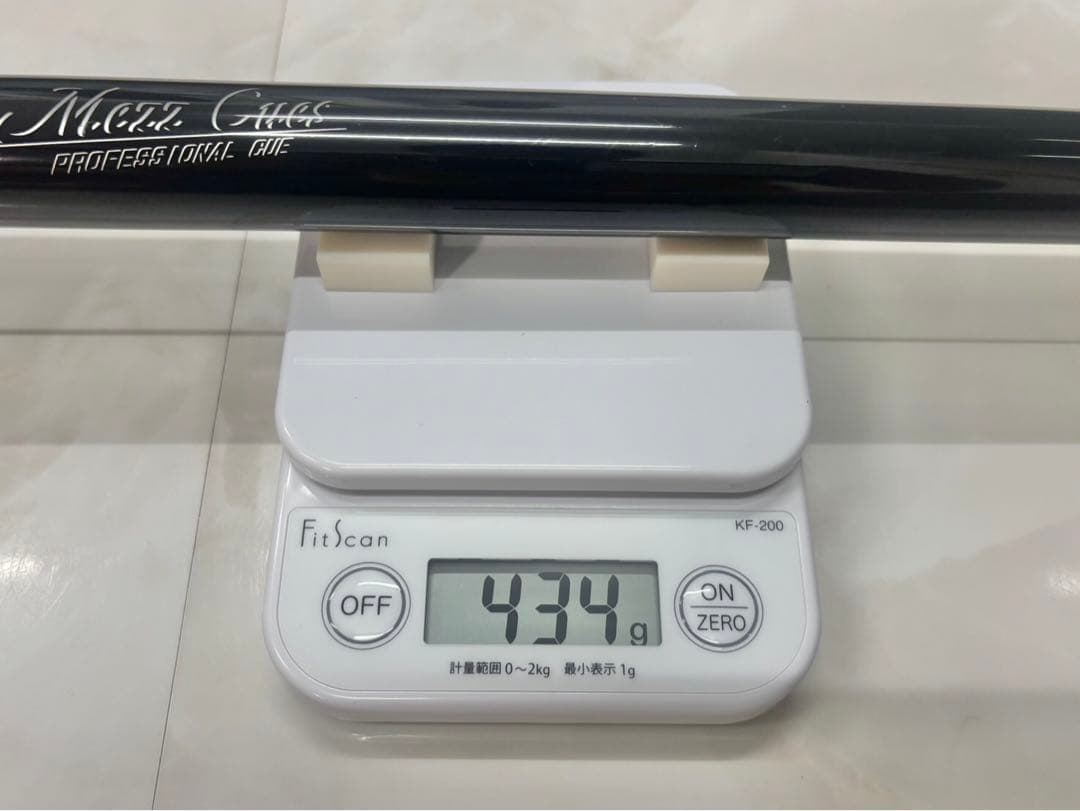 Mezz Cues
PROFESSIONAL CUE
FitScan
KF-200
OFF
434g
ON
ZERO
計量範囲 0～2kg 最小表示 1g